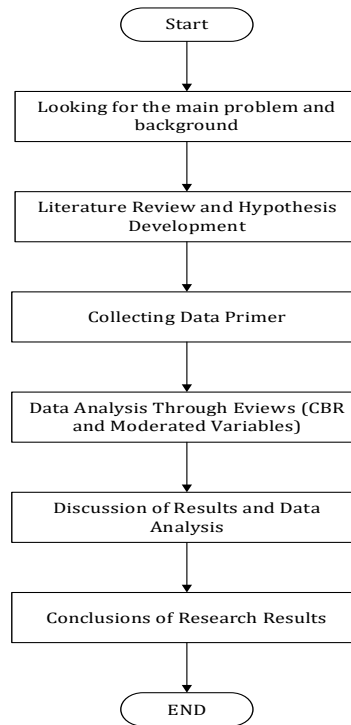 Start
Looking for the main problem and
background
Literature Review and Hypothesis
Development
Collecting Data Primer
Data Analysis Through Eviews (CBR
and Moderated Variables)
Discussion of Results and Data
Analysis
Conclusions of Research Results
END